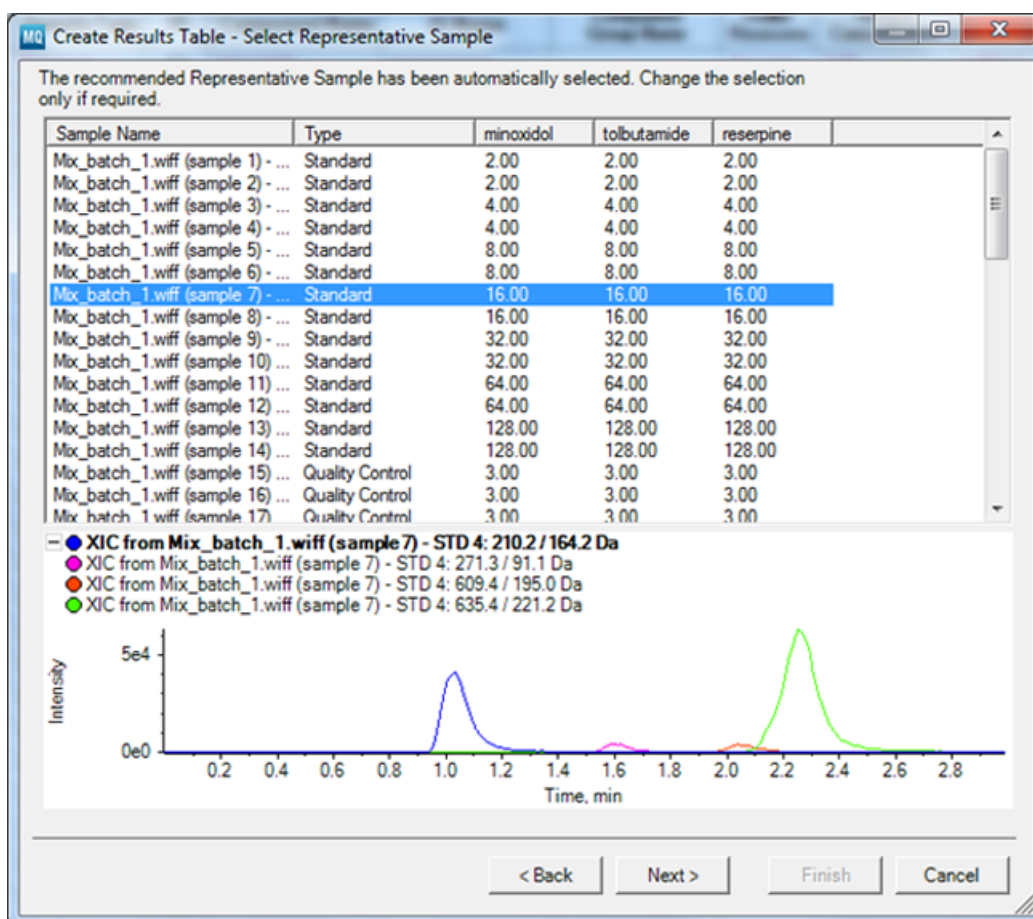 MQ Create Results Table - Select Representative Sample
The recommended Representative Sample has been automatically selected. Change the selection
only if required.
Sample Name Type minoxidol tolbutamide reserpine
Mix_batch_1.wiff (sample 1) - ... Standard 2.00 2.00 2.00
Mix_batch_1.wiff (sample 2) - ... Standard 2.00 2.00 2.00
Mix_batch_1.wiff (sample 3) - ... Standard 4.00 4.00 4.00
Mix_batch_1.wiff (sample 4) - ... Standard 4.00 4.00 4.00
Mix_batch_1.wiff (sample 5) - ... Standard 8.00 8.00 8.00
Mix_batch_1.wiff (sample 6) - ... Standard 8.00 8.00 8.00
Mix_batch_1.wiff (sample 7) - ... Standard 16.00 16.00 16.00
Mix_batch_1.wiff (sample 8) - ... Standard 16.00 16.00 16.00
Mix_batch_1.wiff (sample 9) - ... Standard 32.00 32.00 32.00
Mix_batch_1.wiff (sample 10) ... Standard 32.00 32.00 32.00
Mix_batch_1.wiff (sample 11) ... Standard 64.00 64.00 64.00
Mix_batch_1.wiff (sample 12) ... Standard 64.00 64.00 64.00
Mix_batch_1.wiff (sample 13) ... Standard 128.00 128.00 128.00
Mix_batch_1.wiff (sample 14) ... Standard 128.00 128.00 128.00
Mix_batch_1.wiff (sample 15) ... Quality Control 3.00 3.00 3.00
Mix_batch_1.wiff (sample 16) ... Quality Control 3.00 3.00 3.00
Mix_batch_1.wiff (sample 17) ... Quality Control 3.00 3.00 3.00
XIC from Mix_batch_1.wiff (sample 7) - STD 4: 210.2 / 164.2 Da
XIC from Mix_batch_1.wiff (sample 7) - STD 4: 271.3 / 91.1 Da
XIC from Mix_batch_1.wiff (sample 7) - STD 4: 609.4 / 195.0 Da
XIC from Mix_batch_1.wiff (sample 7) - STD 4: 635.4 / 221.2 Da
5e4
Intensity
0e0
0.2 0.4 0.6 0.8 1.0 1.2 1.4 1.6 1.8 2.0 2.2 2.4 2.6 2.8
Time, min
< Back Next > Finish Cancel